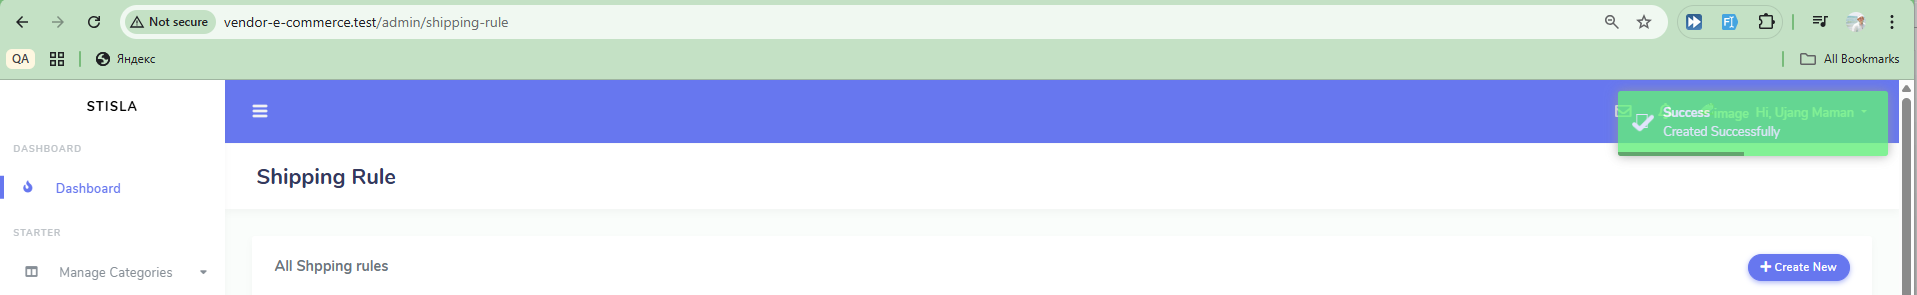 Not secure
vendor-e-commerce.test/admin/shipping-rule
QA
Яндекс
All Bookmarks
STISLA
Success
image
Hi, Ujang Maman
Created Successfully
DASHBOARD
Dashboard
Shipping Rule
STARTER
Manage Categories
All Shpping rules
Create New